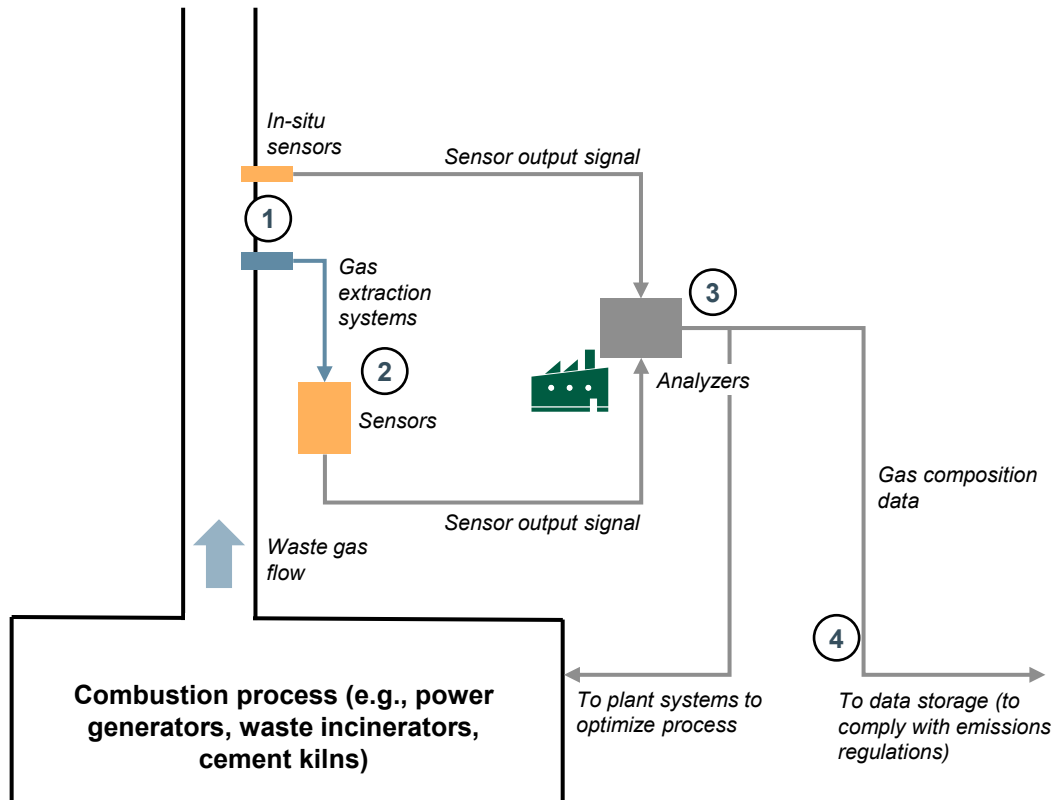 In-situ
sensors
Sensor output signal
1
Gas
extraction
systems
3
2
Analyzers
Sensors
Gas composition
data
Sensor output signal
Waste gas
flow
4
Combustion process (e.g., power
generators, waste incinerators,
cement kilns)
To plant systems to
optimize process
To data storage (to
comply with emissions
regulations)